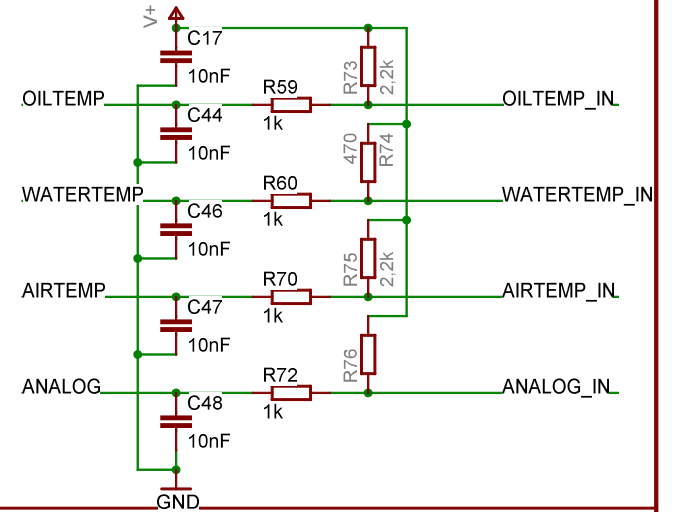 V+
C17
10nF
R73
2,2k
OILTEMP
R59
OILTEMP_IN
C44
1k
10nF
470
R74
WATERTEMP
R60
WATERTEMP_IN
C46
1k
10nF
R75
2,2k
AIRTEMP
R70
AIRTEMP_IN
C47
1k
10nF
R76
ANALOG
R72
ANALOG_IN
C48
1k
10nF
GND